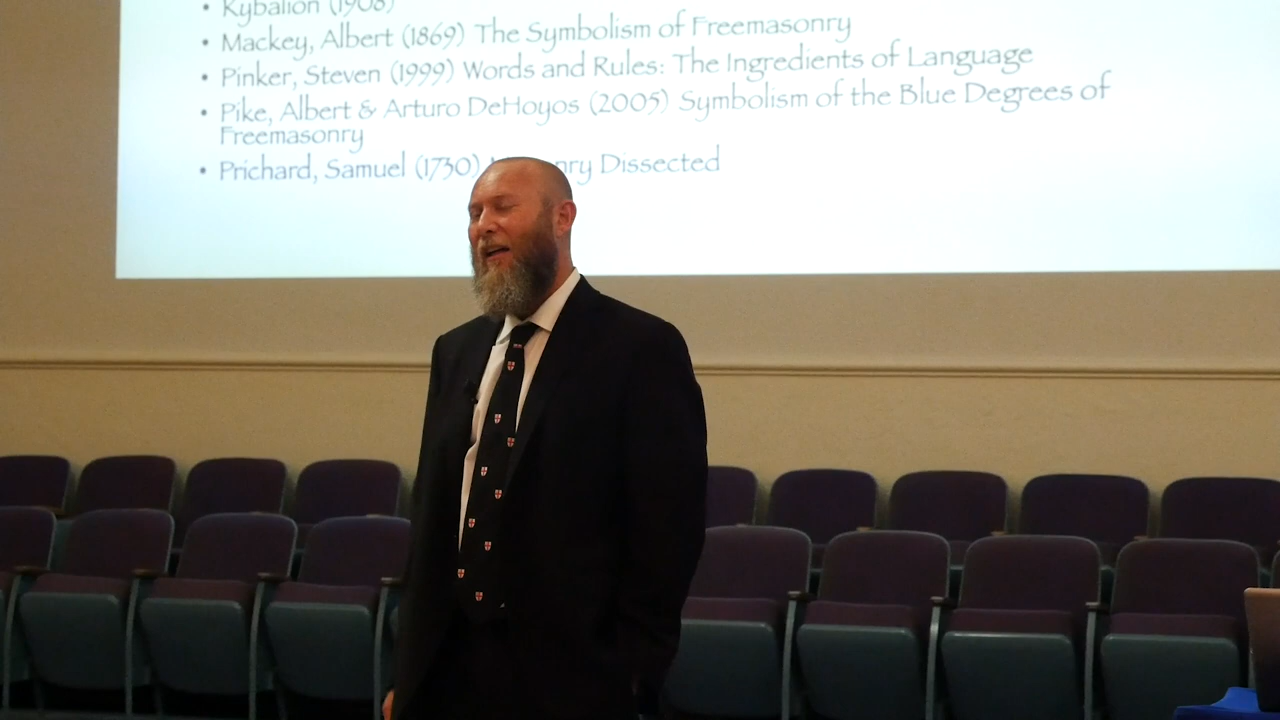 • Kybalion (1908)
• Mackey, Albert (1869) The Symbolism of Freemasonry
• Pinker, Steven (1999) Words and Rules: The Ingredients of Language
• Pike, Albert & Arturo DeHoyos (2005) Symbolism of the Blue Degrees of
Freemasonry
• Prichard, Samuel (1730) Dissected